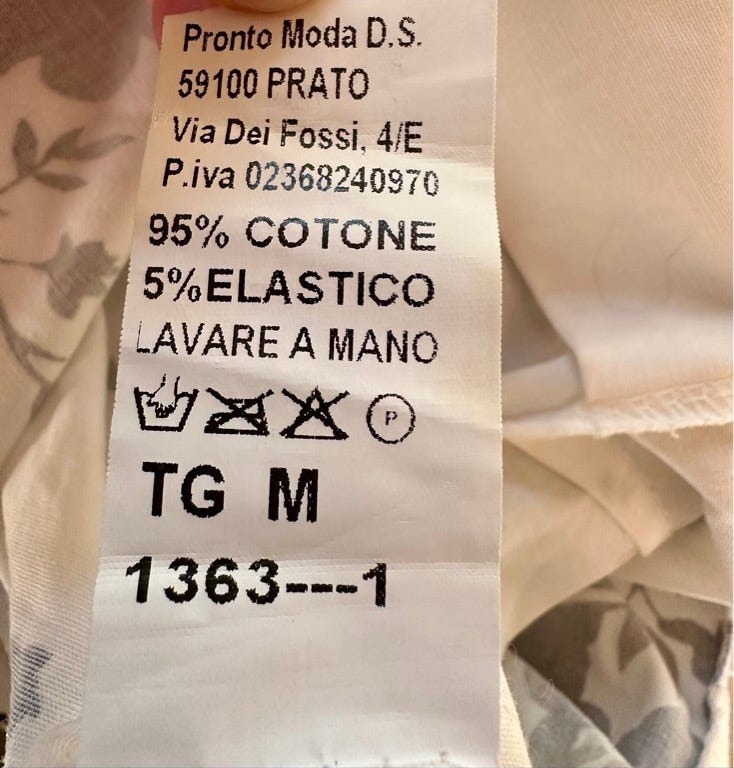 Pronto Moda D.S.
59100 PRATO
Via Dei Fossi, 4/E
P.iva 02368240970
95% COTONE
5%ELASTICO
LAVARE A MANO
P
TG M
1363---1